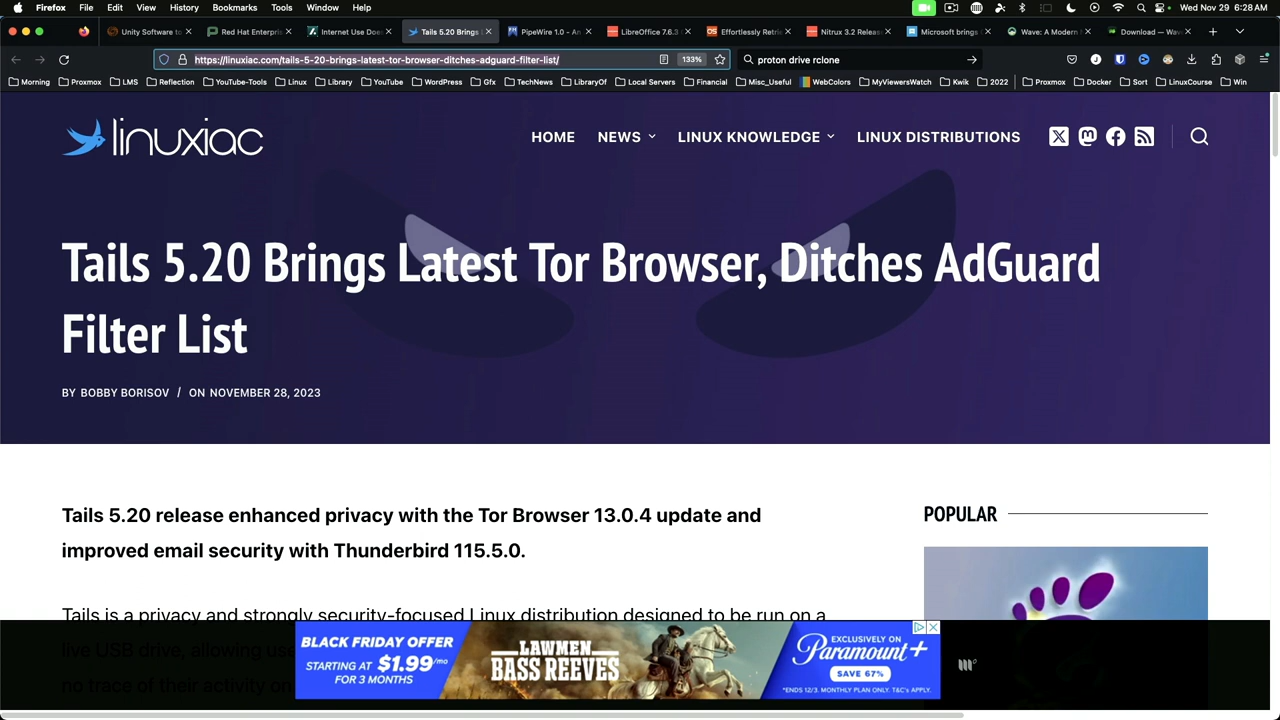 Firefox File Edit View History Bookmarks Tools Window Help Wed Nov 29 6:28 AM
Unity Software to Red Hat Enterpris Internet Use Doe Tails 5.20 Brings PipeWire 1.0 - An LibreOffice 7.6.3 Effortlessly Retrie Nitrux 3.2 Releas Microsoft brings Wave: A Modern Download — Wav
https://linuxiac.com/tails-5-20-brings-latest-tor-browser-ditches-adguard-filter-list/ 133% proton drive rclone
Morning Proxmox LMS Reflection YouTube-Tools Linux Library YouTube WordPress Gfx TechNews LibraryOf Local Servers Financial Misc_Useful WebColors MyViewersWatch Kwik 2022 Proxmox Docker Sort LinuxCourse Win
linuxiac
HOME NEWS LINUX KNOWLEDGE LINUX DISTRIBUTIONS
Tails 5.20 Brings Latest Tor Browser, Ditches AdGuard
Filter List
BY BOBBY BORISOV / ON NOVEMBER 28, 2023
Tails 5.20 release enhanced privacy with the Tor Browser 13.0.4 update and
improved email security with Thunderbird 115.5.0.
POPULAR
Tails is a privacy and strongly security-focused Linux distribution designed to be run on a
live USB drive, allowing use
no trace of their activity on
BLACK FRIDAY OFFER
STARTING AT $1.99/mo
FOR 3 MONTHS
LAWMEN
BASS REEVES
EXCLUSIVELY ON
Paramount+
SAVE 67%
*ENDS 12/3. MONTHLY PLAN ONLY. T&C's APPLY.